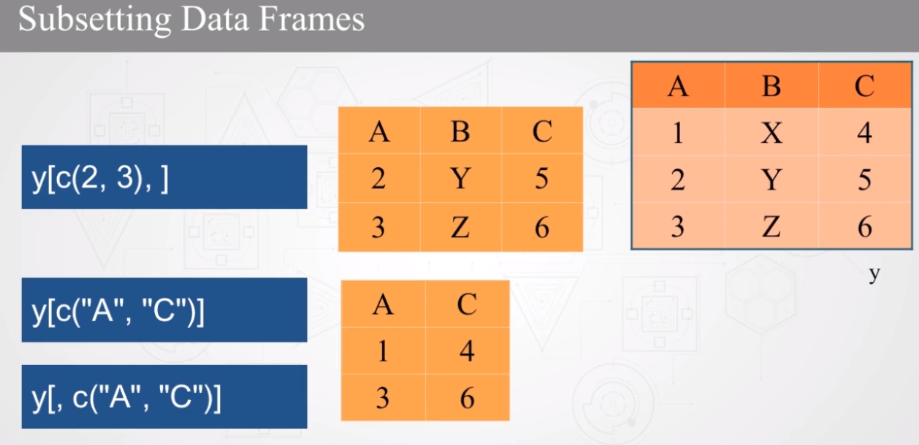 Subsetting Data Frames
y[c(2, 3), ]
A B C
2 Y 5
3 Z 6
A B C
1 X 4
2 Y 5
3 Z 6
y
y[c("A", "C")]
y[, c("A", "C")]
A C
1 4
3 6